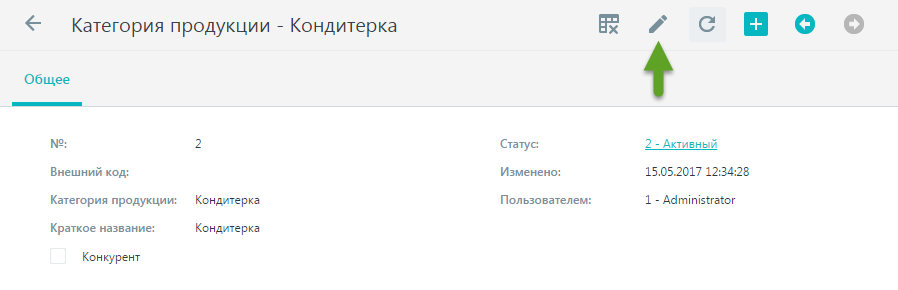 Категория продукции - Кондитерка
Общее
№: 2
Внешний код:
Категория продукции: Кондитерка
Краткое название: Кондитерка
Конкурент
Статус: 2 - Активный
Изменено: 15.05.2017 12:34:28
Пользователем: 1 - Administrator